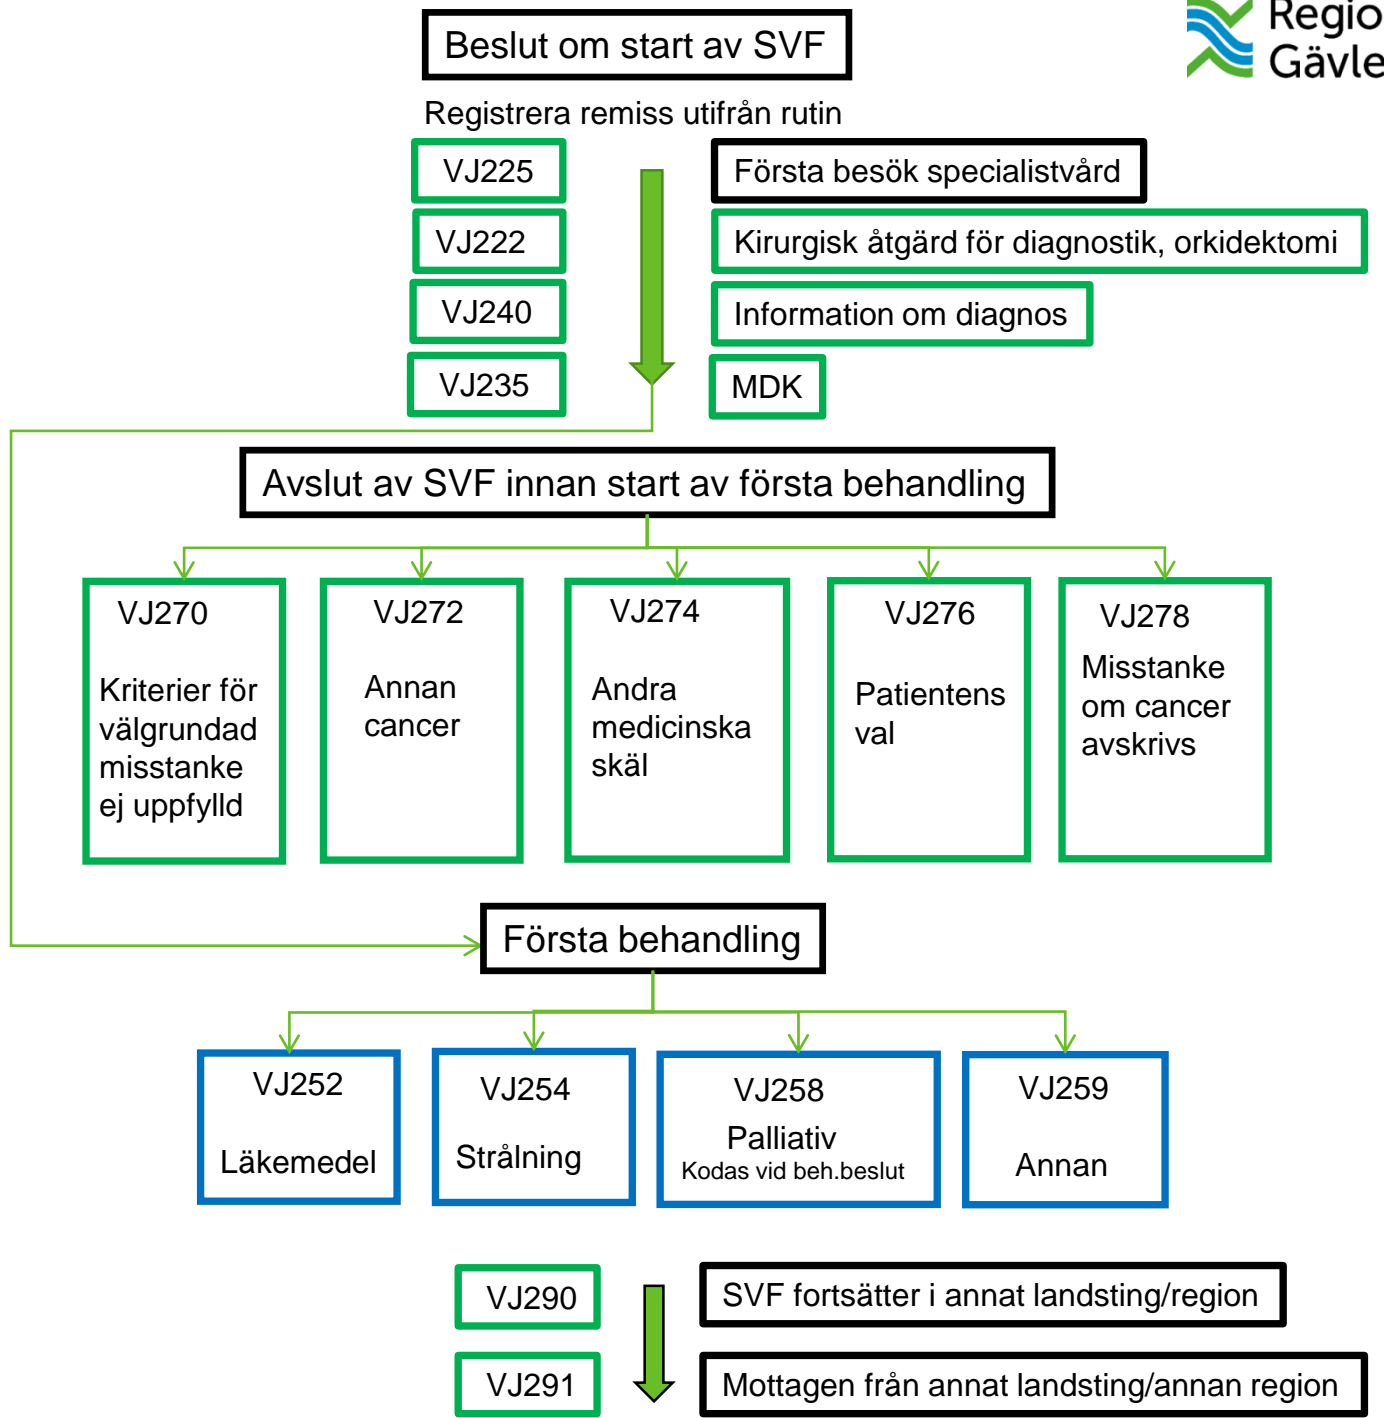 Beslut om start av SVF
Regio
Gävle
Registrera remiss utifrån rutin
VJ225
Första besök specialistvård
VJ222
Kirurgisk åtgärd för diagnostik, orkidektomi
VJ240
Information om diagnos
VJ235
MDK
Avslut av SVF innan start av första behandling
VJ270
Kriterier för
välgrundad
misstanke
ej uppfylld
VJ272
Annan
cancer
VJ274
Andra
medicinska
skäl
VJ276
Patientens
val
VJ278
Misstanke
om cancer
avskrivs
Första behandling
VJ252
Läkemedel
VJ254
Strålning
VJ258
Palliativ
Kodas vid beh.beslut
VJ259
Annan
VJ290
SVF fortsätter i annat landsting/region
VJ291
Mottagen från annat landsting/annan region